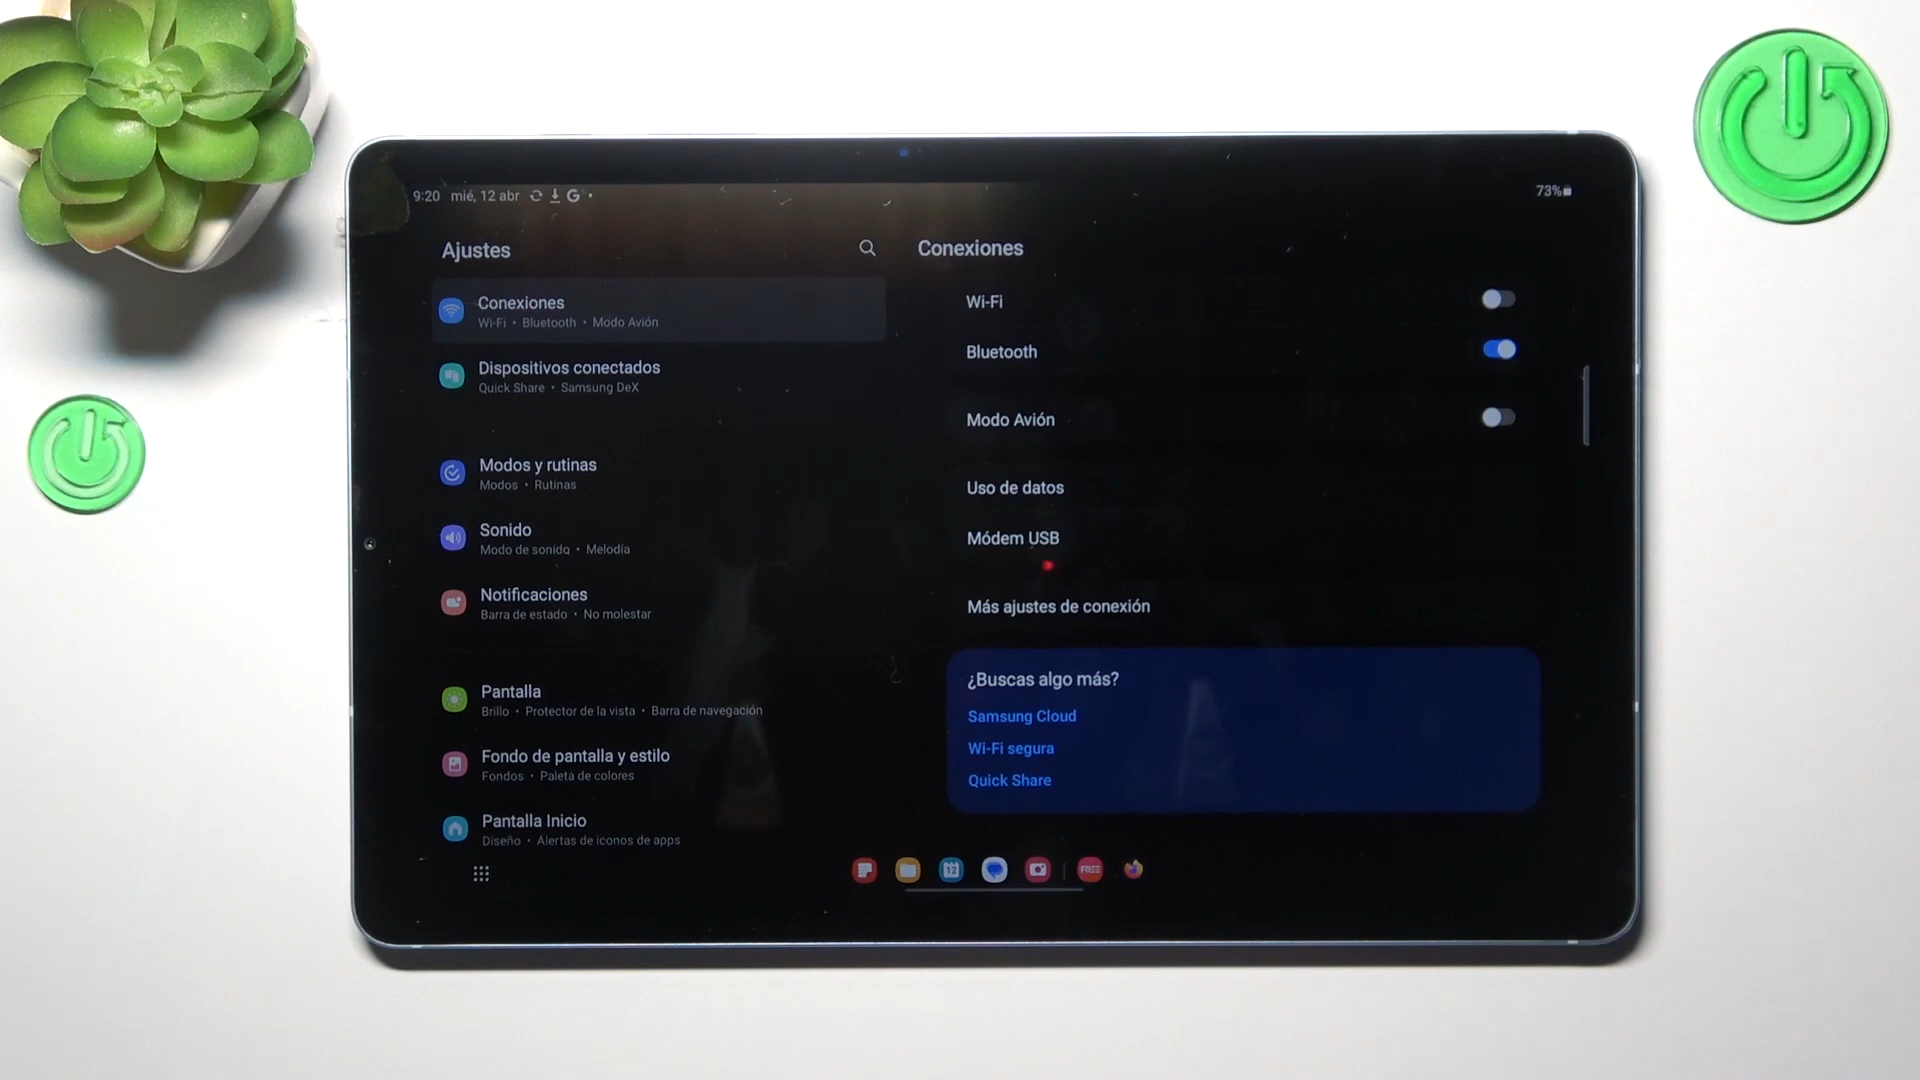 9:20 mié, 12 abr
73%
Ajustes
Conexiones
Wi-Fi • Bluetooth • Modo Avión
Dispositivos conectados
Quick Share • Samsung DeX
Modos y rutinas
Modos • Rutinas
Sonido
Modo de sonido • Melodía
Notificaciones
Barra de estado • No molestar
Pantalla
Brillo • Protector de la vista • Barra de navegación
Fondo de pantalla y estilo
Fondos • Paleta de colores
Pantalla Inicio
Diseño • Alertas de iconos de apps
Conexiones
Wi-Fi
Bluetooth
Modo Avión
Uso de datos
Módem USB
Más ajustes de conexión
¿Buscas algo más?
Samsung Cloud
Wi-Fi segura
Quick Share
12
FREE